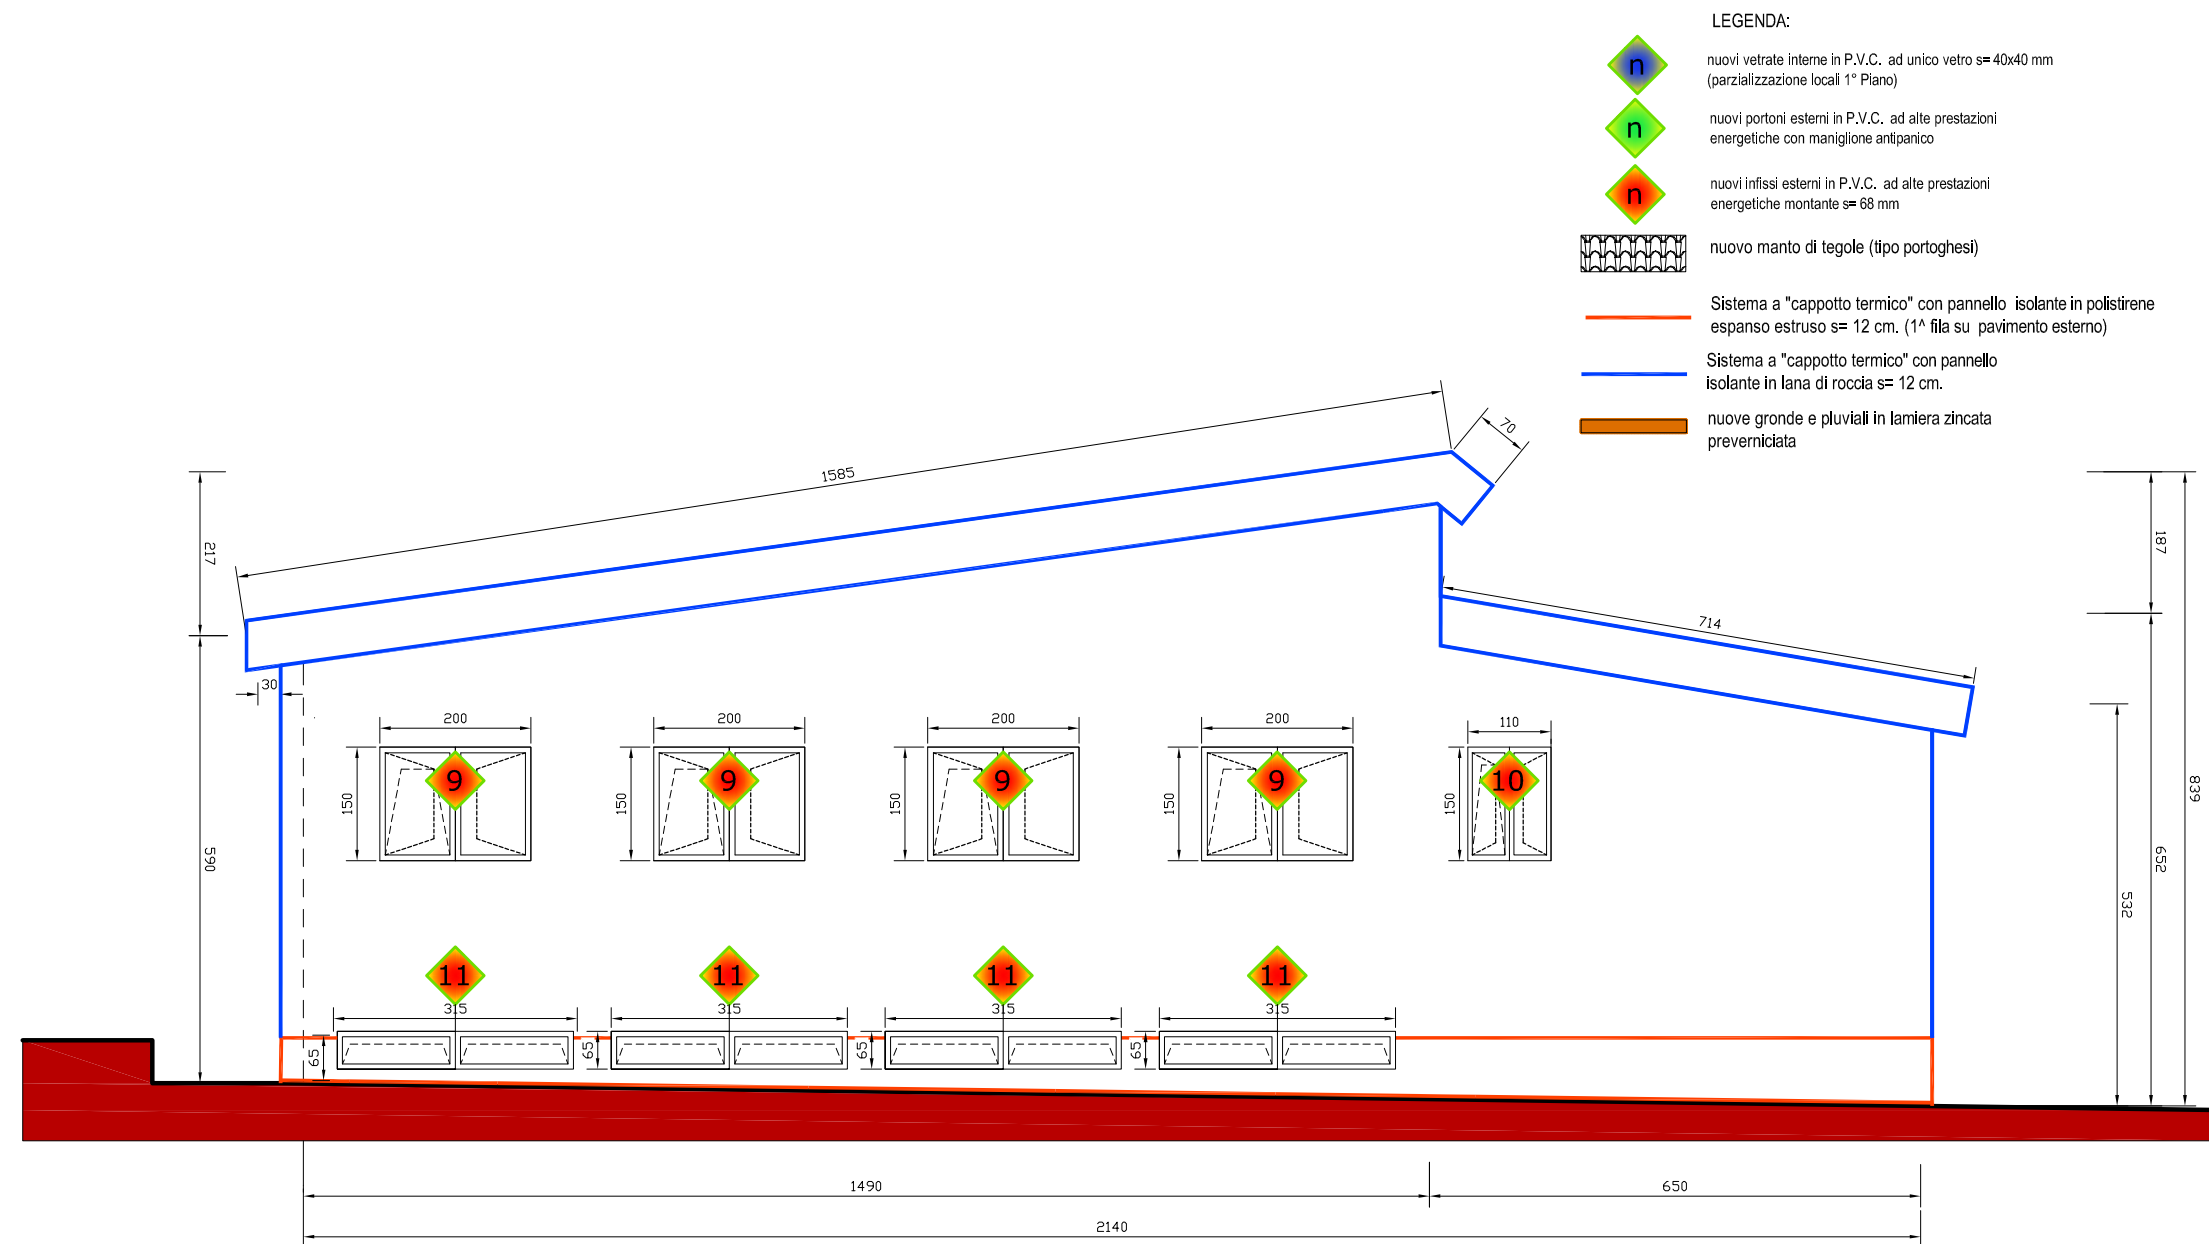 LEGENDA:
n
nuovi vetrate interne in P.V.C. ad unico vetro s= 40x40 mm
(parzializzazione locali 1° Piano)
n
nuovi portoni esterni in P.V.C. ad alte prestazioni
energetiche con maniglione antipanico
n
nuovi infissi esterni in P.V.C. ad alte prestazioni
energetiche montante s= 68 mm
nuovo manto di tegole (tipo portoghesi)
Sistema a "cappotto termico" con pannello isolante in polistirene
espanso estruso s= 12 cm. (1^ fila su pavimento esterno)
Sistema a "cappotto termico" con pannello
isolante in lana di roccia s= 12 cm.
nuove gronde e pluviali in lamiera zincata
preverniciata
70
1585
217
187
714
30
200
200
200
200
110
9
9
9
9
10
150
150
150
150
150
839
590
652
532
11
11
11
11
315
315
315
315
65
65
65
65
1490
650
2140